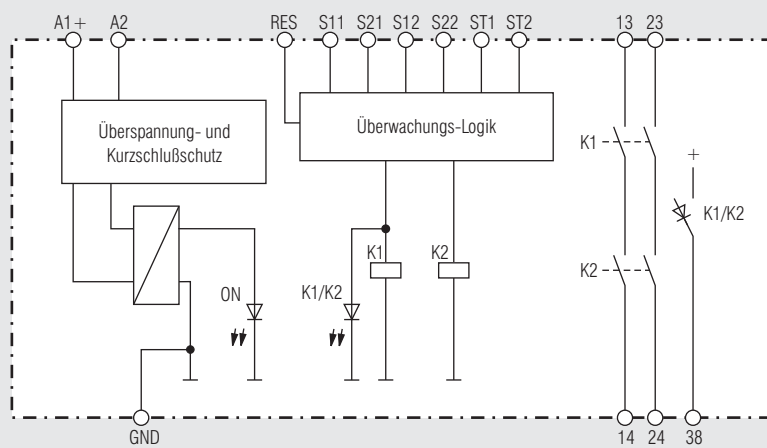 A1+ A2 RES S11 S21 S12 S22 ST1 ST2 13 23
Überspannung- und
Kurzschlußschutz
Überwachungs-Logik
K1
+
K1/K2
K1 K2
K2
ON K1/K2
GND 14 24 38